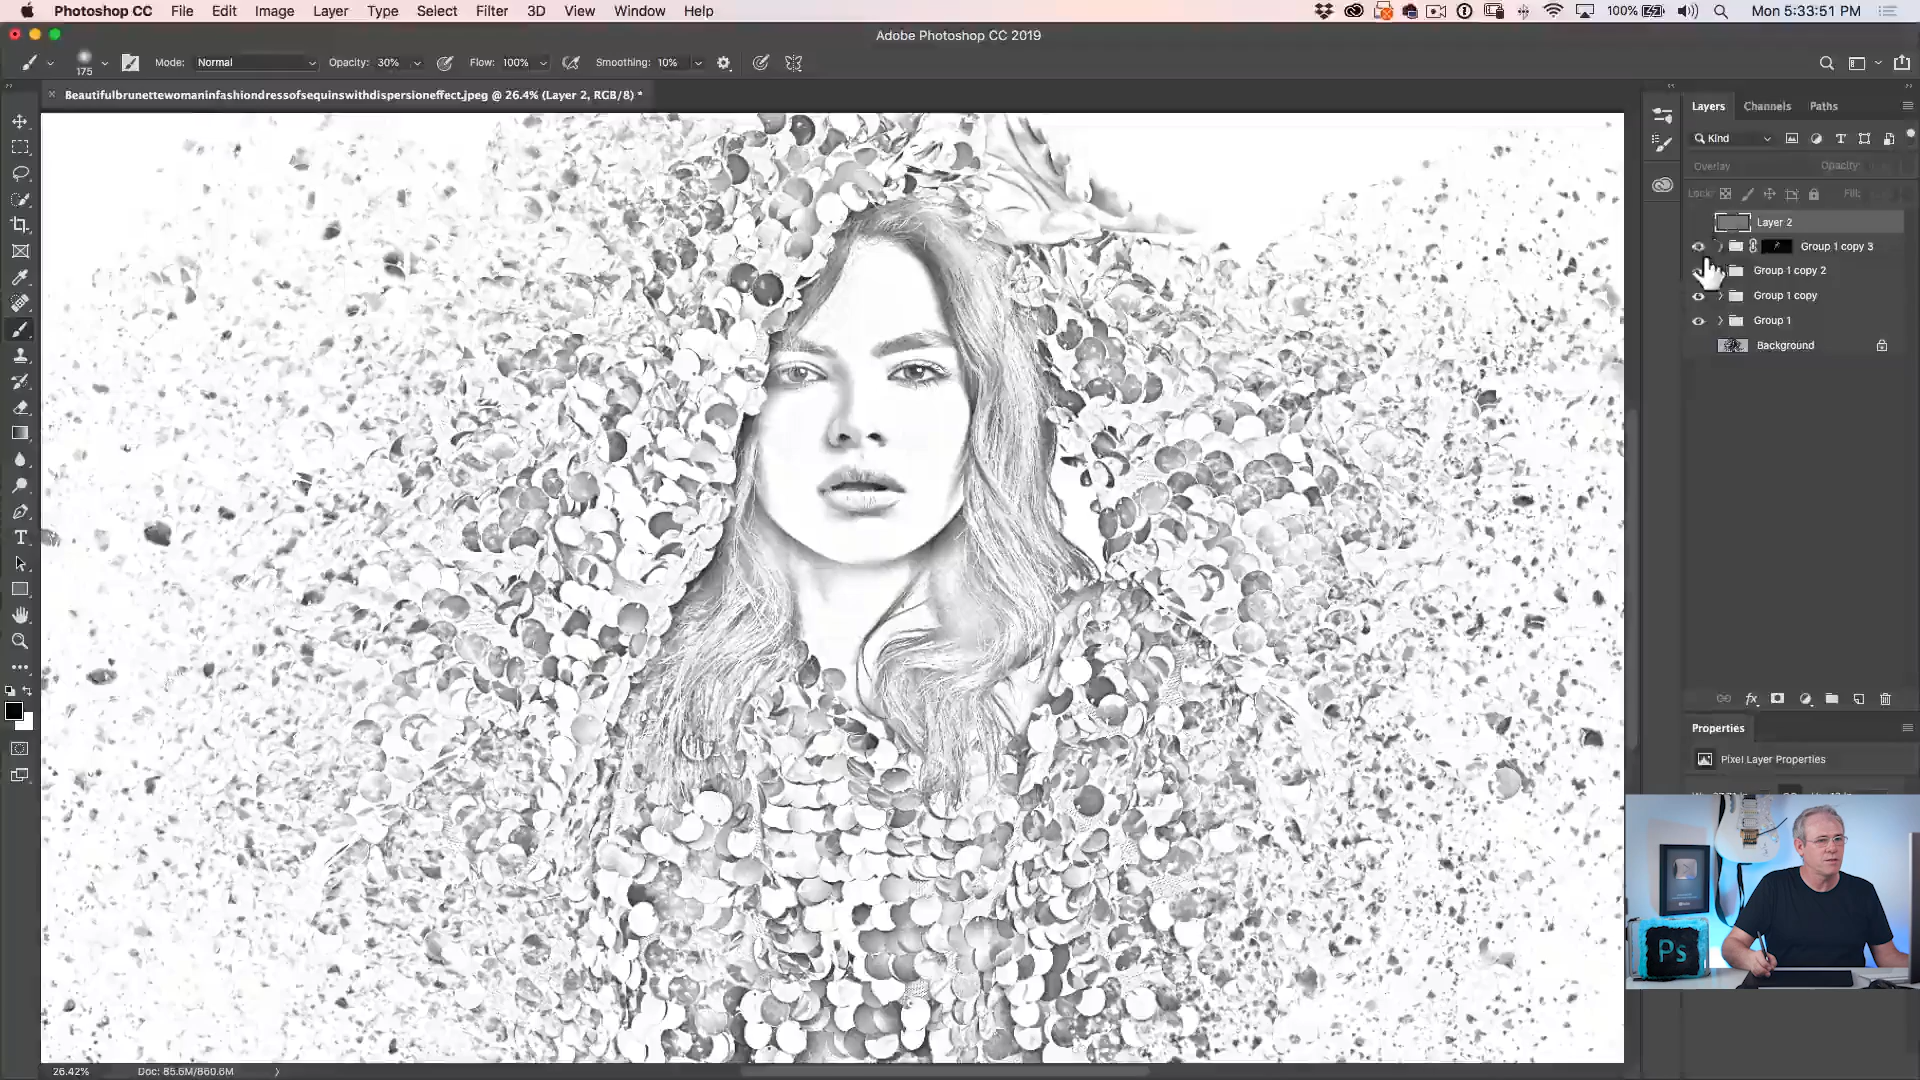 Photoshop CC File Edit Image Layer Type Select Filter 3D View Window Help 100% Mon 5:33:51 PM
Adobe Photoshop CC 2019
175 Mode: Normal Opacity: 30% Flow: 100% Smoothing: 10%
Beautifulbrunettewomaninfashiondressofsequinswithdispersioneffect.jpeg @ 26.4% (Layer 2, RGB/8) *
Layers Channels Paths
Kind
Overlay Opacity:
Lock: Fill:
Layer 2
Group 1 copy 3
Group 1 copy 2
Group 1 copy
Group 1
Background
fx
Properties
Pixel Layer Properties
Ps
26.42% Doc: 85.6M/860.6M